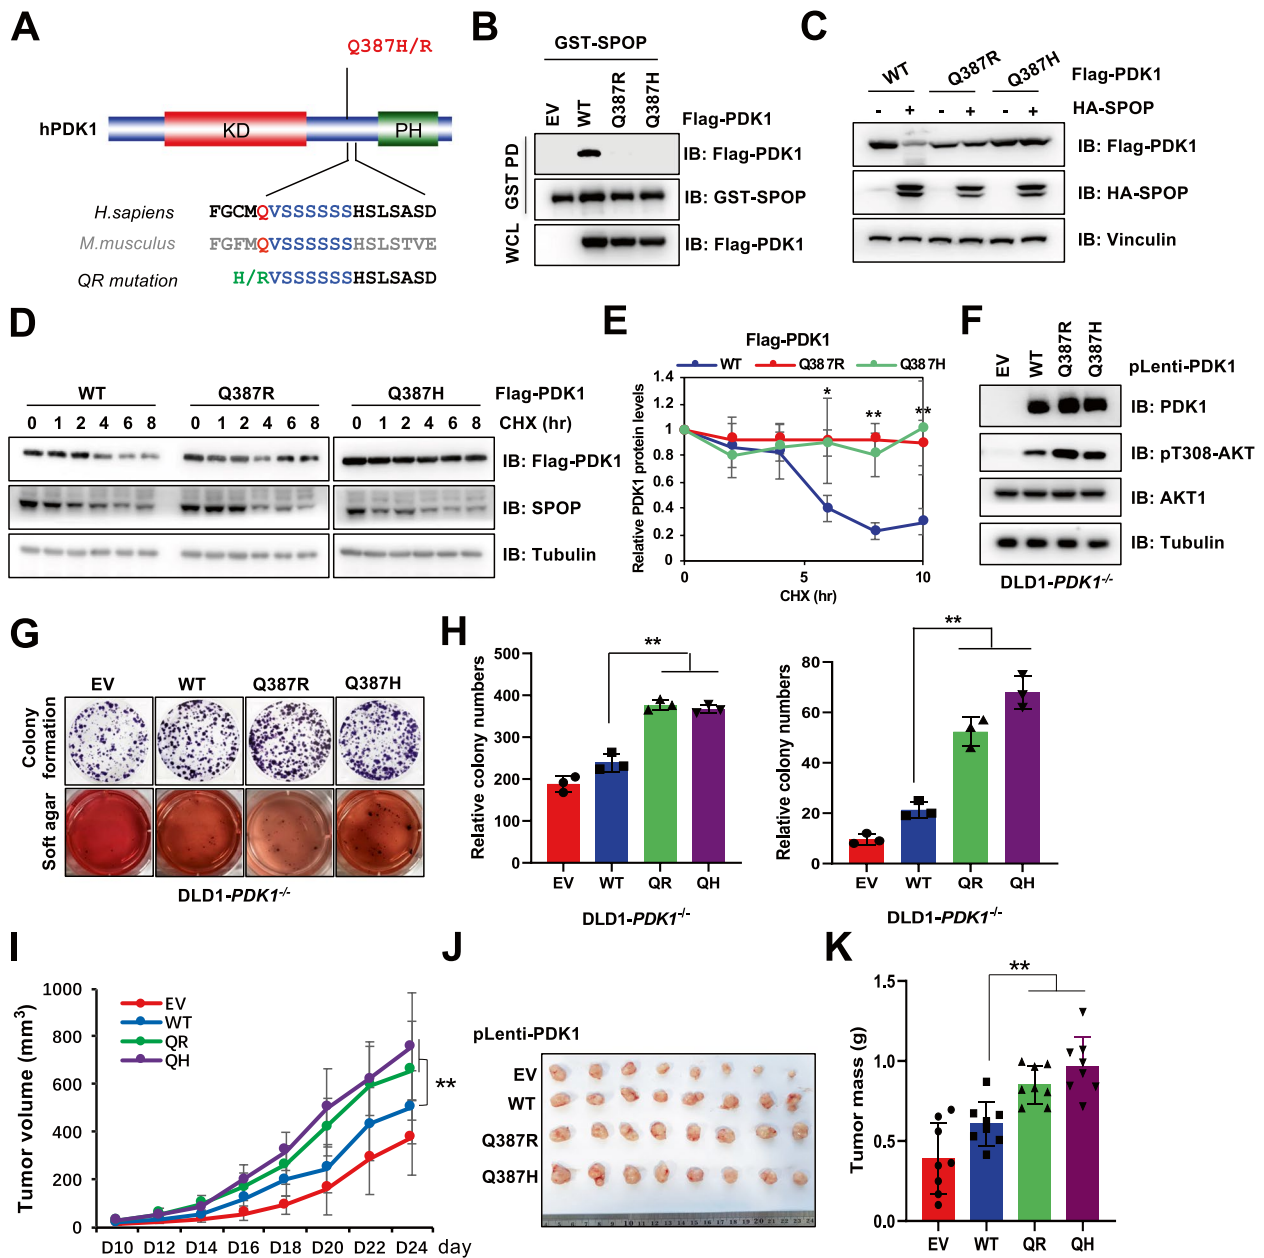 A
Q387H/R
hPDK1
KD
PH
H.sapiens
FGCMQVSSSSSSHSLSASD
M.musculus
FGFMQVSSSSSSHSLSTVE
QR mutation
H/RVSSSSSSHSLSASD
B
GST-SPOP
EV
WT
Q387R
Q387H
Flag-PDK1
GST PD
IB: Flag-PDK1
IB: GST-SPOP
WCL
IB: Flag-PDK1
C
WT
Q387R
Q387H
Flag-PDK1
- + - + - +
HA-SPOP
IB: Flag-PDK1
IB: HA-SPOP
IB: Vinculin
D
WT
Q387R
Q387H
Flag-PDK1
0 1 2 4 6 8
0 1 2 4 6 8
0 1 2 4 6 8
CHX (hr)
IB: Flag-PDK1
IB: SPOP
IB: Tubulin
E
Flag-PDK1
WT
Q387R
Q387H
Relative PDK1 protein levels
1.4
1.2
1
0.8
0.6
0.4
0.2
0
*
**
**
0
5
10
CHX (hr)
F
EV
WT
Q387R
Q387H
pLenti-PDK1
IB: PDK1
IB: pT308-AKT
IB: AKT1
IB: Tubulin
DLD1-PDK1-/-
G
EV
WT
Q387R
Q387H
Colony
formation
Soft agar
DLD1-PDK1-/-
H
Relative colony numbers
500
400
300
200
100
0
**
EV
WT
QR
QH
DLD1-PDK1-/-
Relative colony numbers
80
60
40
20
0
**
EV
WT
QR
QH
DLD1-PDK1-/-
I
Tumor volume (mm3)
1000
800
600
400
200
0
EV
WT
QR
QH
**
D10 D12 D14 D16 D18 D20 D22 D24 day
J
pLenti-PDK1
EV
WT
Q387R
Q387H
K
Tumor mass (g)
1.5
1.0
0.5
0.0
**
EV
WT
QR
QH